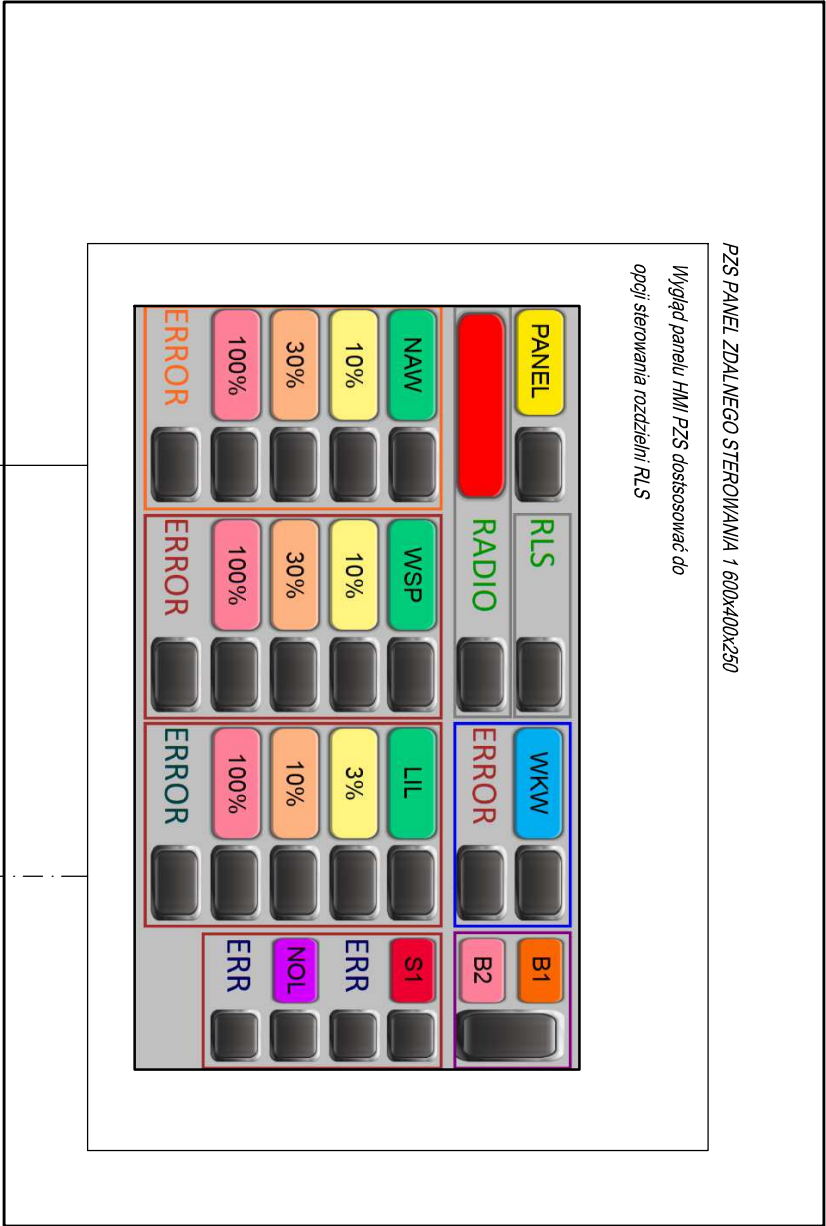 PZS PANEL ZDALNEGO STEROWANIA 1 600x400x250
Wygląd panelu HMI PZS dostsosować do
opcji sterowania rozdzielni RLS
PANEL RLS WKW B1
RADIO ERROR B2
NAW WSP LIL S1
10% 10% 3% ERR
30% 30% 10% NOL
100% 100% 100% ERR
ERROR ERROR ERROR